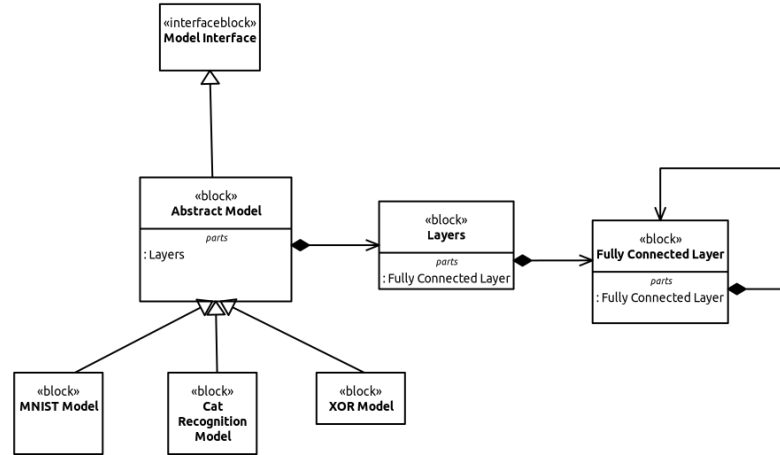 «interfaceblock»
Model Interface
«block»
Abstract Model
parts
: Layers
«block»
Layers
parts
: Fully Connected Layer
«block»
Fully Connected Layer
parts
: Fully Connected Layer
«block»
MNIST Model
«block»
Cat
Recognition
Model
«block»
XOR Model